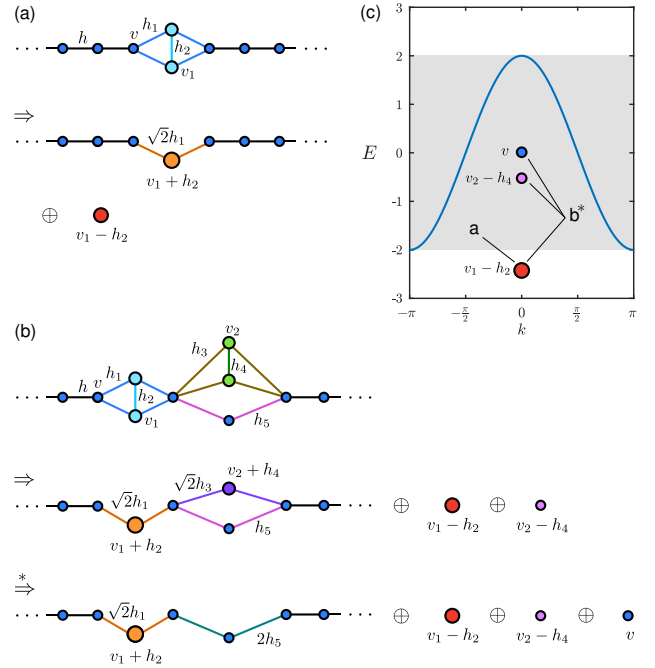 (a)
h v h₁ h₂ v₁
··· ···
⇒
√2h₁
··· ···
v₁ + h₂
⊕
v₁ − h₂
(c)
3
2
1
0
-1
-2
-3
E
v
v₂ − h₄
b*
a
v₁ − h₂
−π −π/2 0 π/2 π
k
(b)
v₂
h₃
h₄
h v h₁ h₂ v₁
h₅
··· ···
⇒
√2h₁ √2h₃ v₂ + h₄
··· ··· ⊕ ⊕
h₅
v₁ + h₂ v₁ − h₂ v₂ − h₄
*⇒
√2h₁
··· ··· ⊕ ⊕ ⊕
2h₅
v₁ + h₂ v₁ − h₂ v₂ − h₄ v